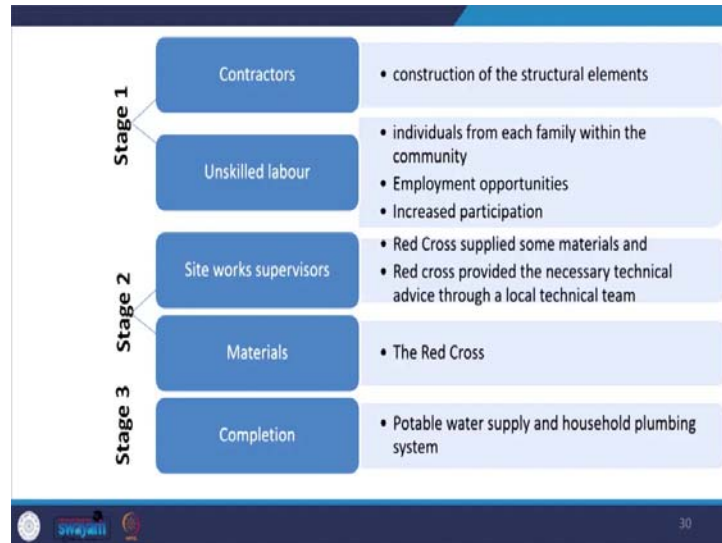 Stage 1
Contractors
• construction of the structural elements
Unskilled labour
• individuals from each family within the
community
• Employment opportunities
• Increased participation
Stage 2
Site works supervisors
• Red Cross supplied some materials and
• Red cross provided the necessary technical
advice through a local technical team
Materials
• The Red Cross
Stage 3
Completion
• Potable water supply and household plumbing
system
swayam
30